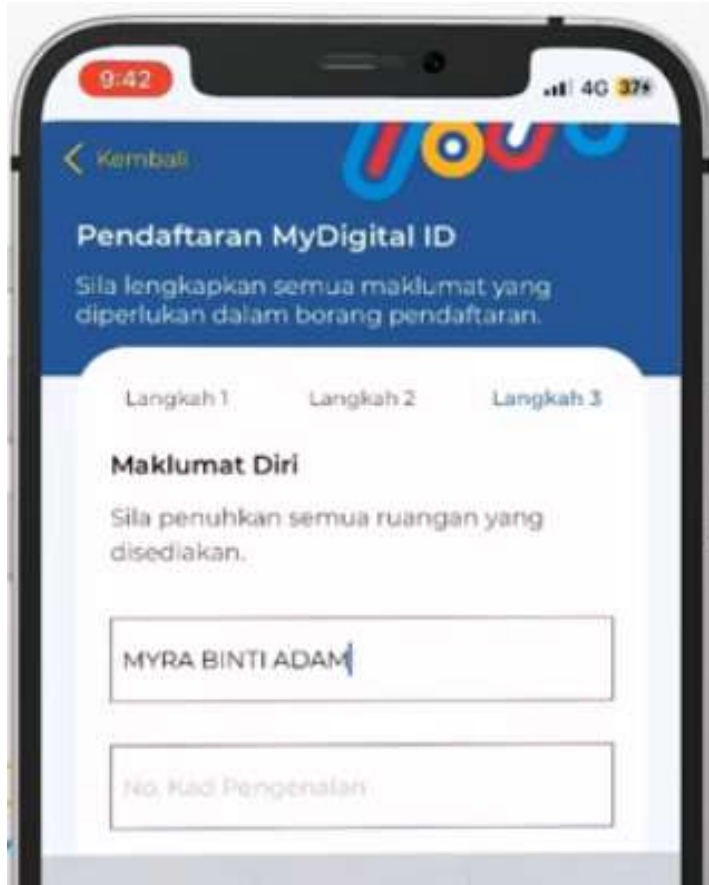 9:42
4G 37
Kembali
Pendaftaran MyDigital ID
Sila lengkapkan semua maklumat yang
diperlukan dalam borang pendaftaran.
Langkah 1 Langkah 2 Langkah 3
Maklumat Diri
Sila penuhkan semua ruangan yang
disediakan.
MYRA BINTI ADAM
No. Kad Pengenalan